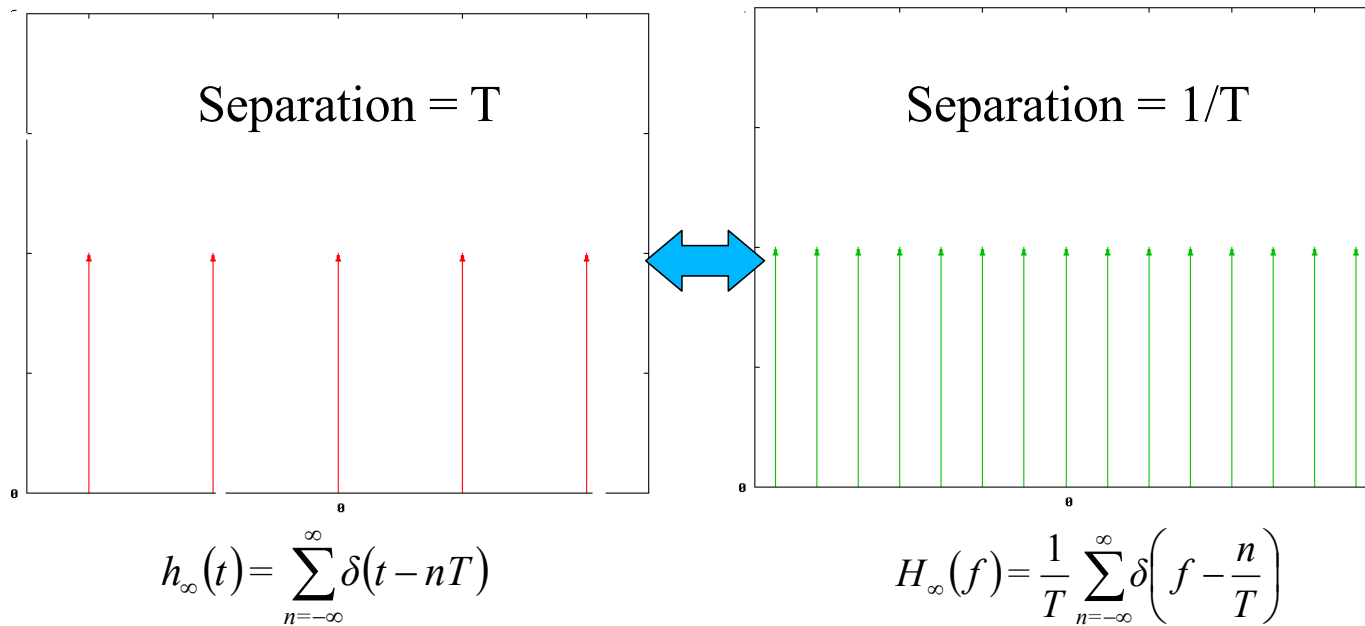 Separation = T
0
0
h∞(t) = ∑_{n=−∞}^{∞} δ(t − nT)
Separation = 1/T
0
0
H∞(f) = 1/T ∑_{n=−∞}^{∞} δ(f − n/T)